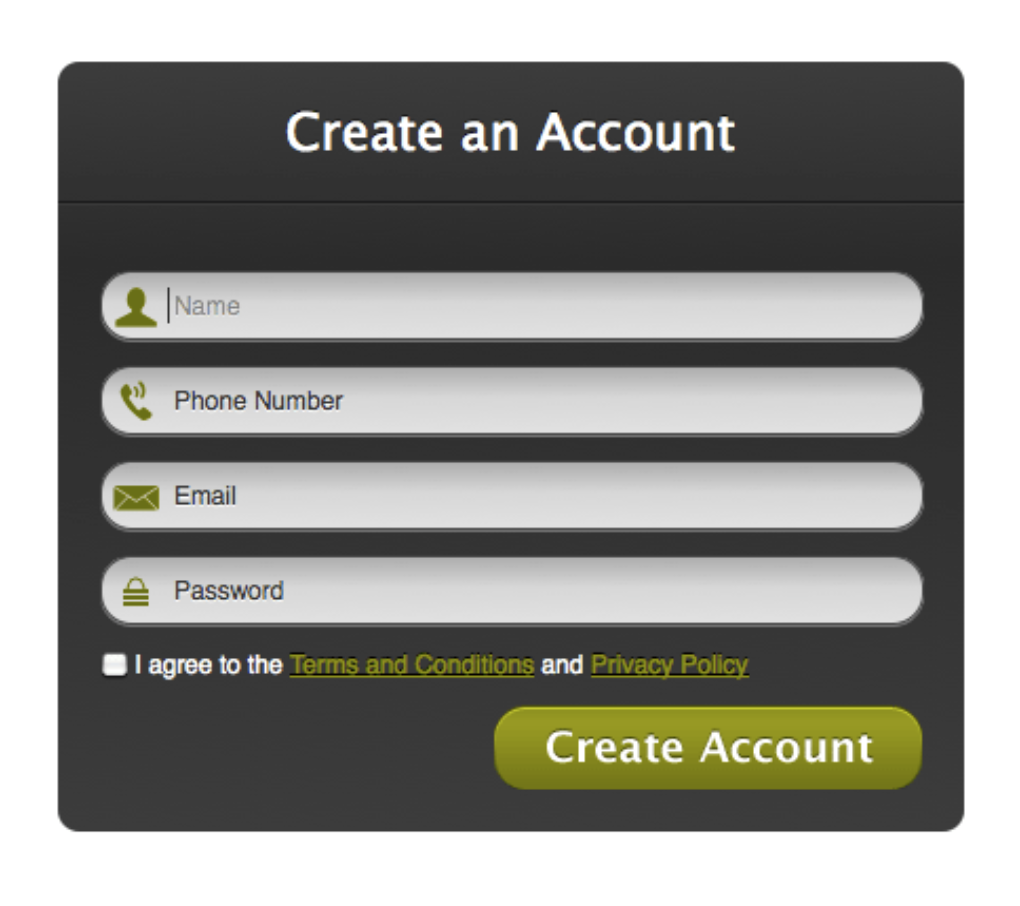 Create an Account
Name
Phone Number
Email
Password
I agree to the Terms and Conditions and Privacy Policy
Create Account